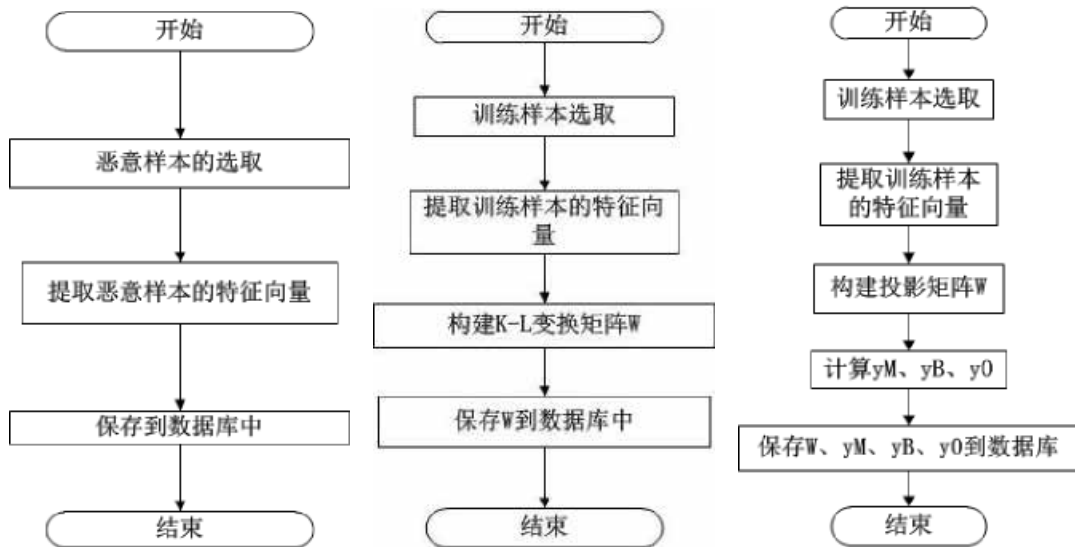 开始
恶意样本的选取
提取恶意样本的特征向量
保存到数据库中
结束
开始
训练样本选取
提取训练样本的特征向
量
构建K-L变换矩阵W
保存W到数据库中
结束
开始
训练样本选取
提取训练样本
的特征向量
构建投影矩阵W
计算yM、yB、y0
保存W、yM、yB、y0到数据库
结束